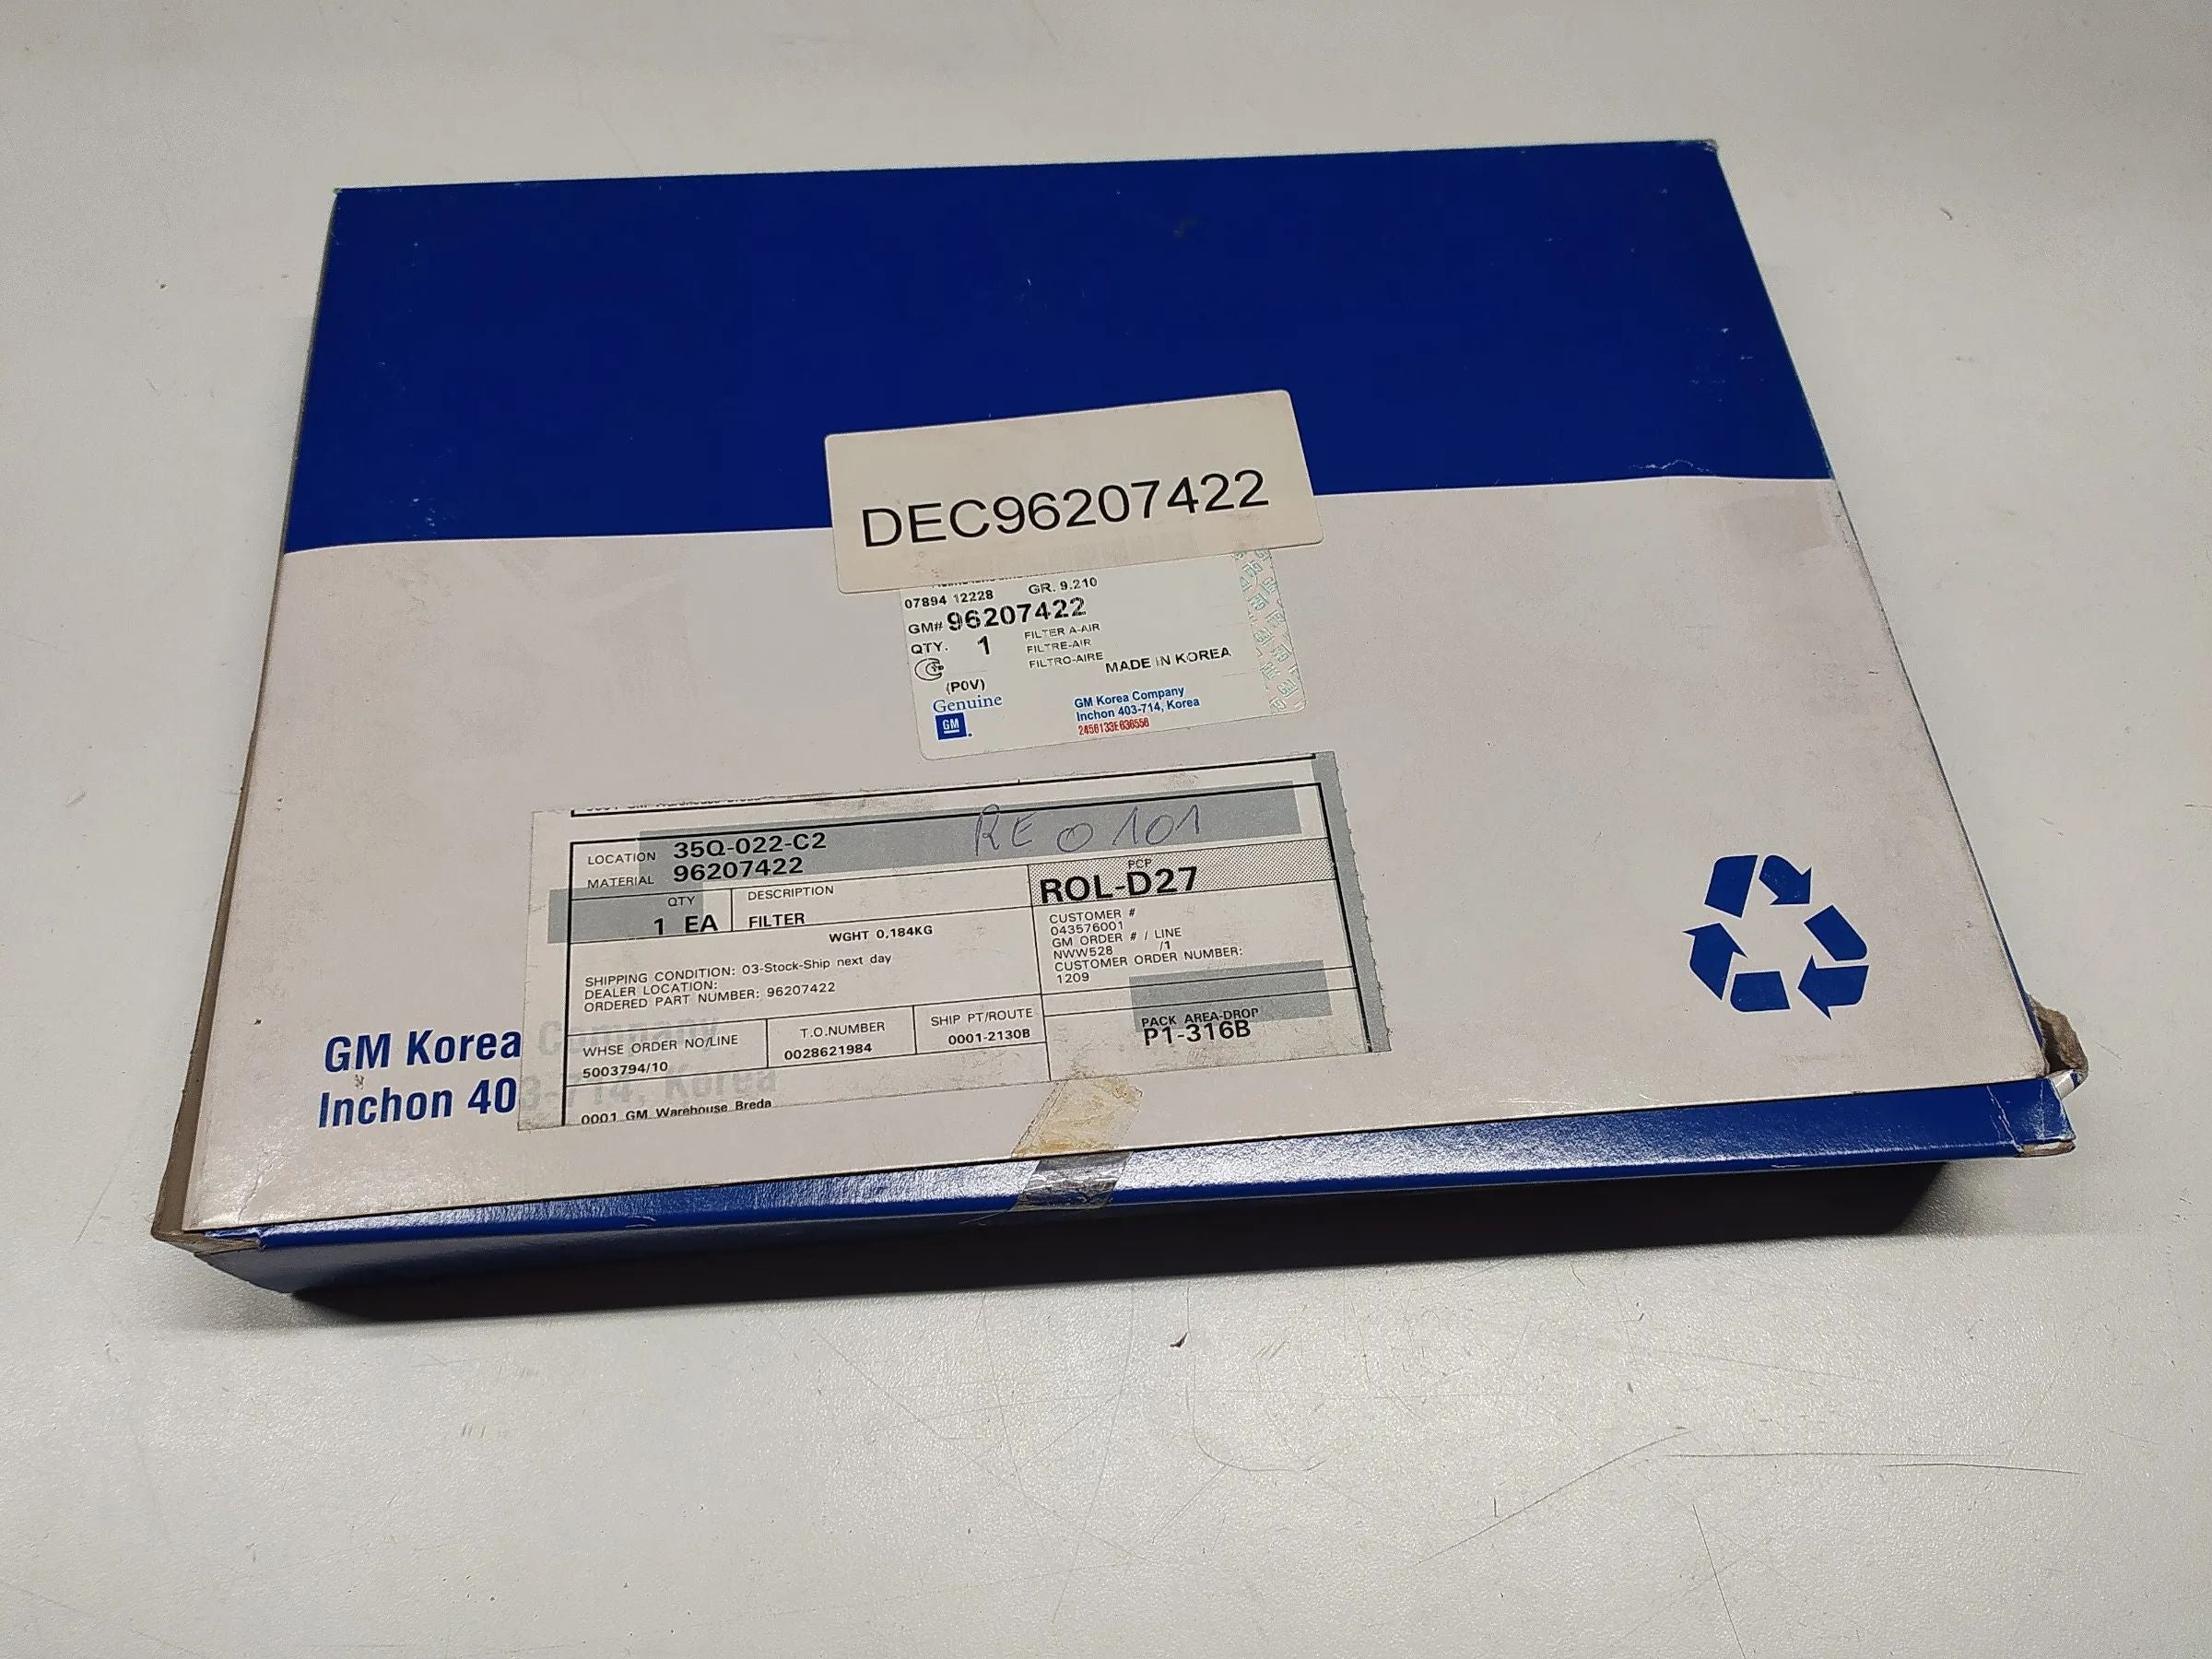 DEC96207422
07894 12228 GR. 9.210
GM# 96207422
QTY. 1 FILTER A-AIR
FILTRE-AIR
FILTRO-AIRE MADE IN KOREA
(P0V)
Genuine
GM
GM Korea Company
Inchon 403-714, Korea
2456133E636556
RE 0101
LOCATION 35Q-022-C2
MATERIAL 96207422
PCP
ROL-D27
QTY
1 EA
DESCRIPTION
FILTER
WGHT 0,184KG
CUSTOMER #
043576001
GM ORDER # / LINE
NWW528 /1
CUSTOMER ORDER NUMBER:
1209
SHIPPING CONDITION: 03-Stock-Ship next day
DEALER LOCATION:
ORDERED PART NUMBER: 96207422
WHSE ORDER NO/LINE
5003794/10
T.O.NUMBER
0028621984
SHIP PT/ROUTE
0001-2130B
PACK AREA-DROP
P1-316B
0001 GM Warehouse Breda
GM Korea Company
Inchon 403-714, Korea